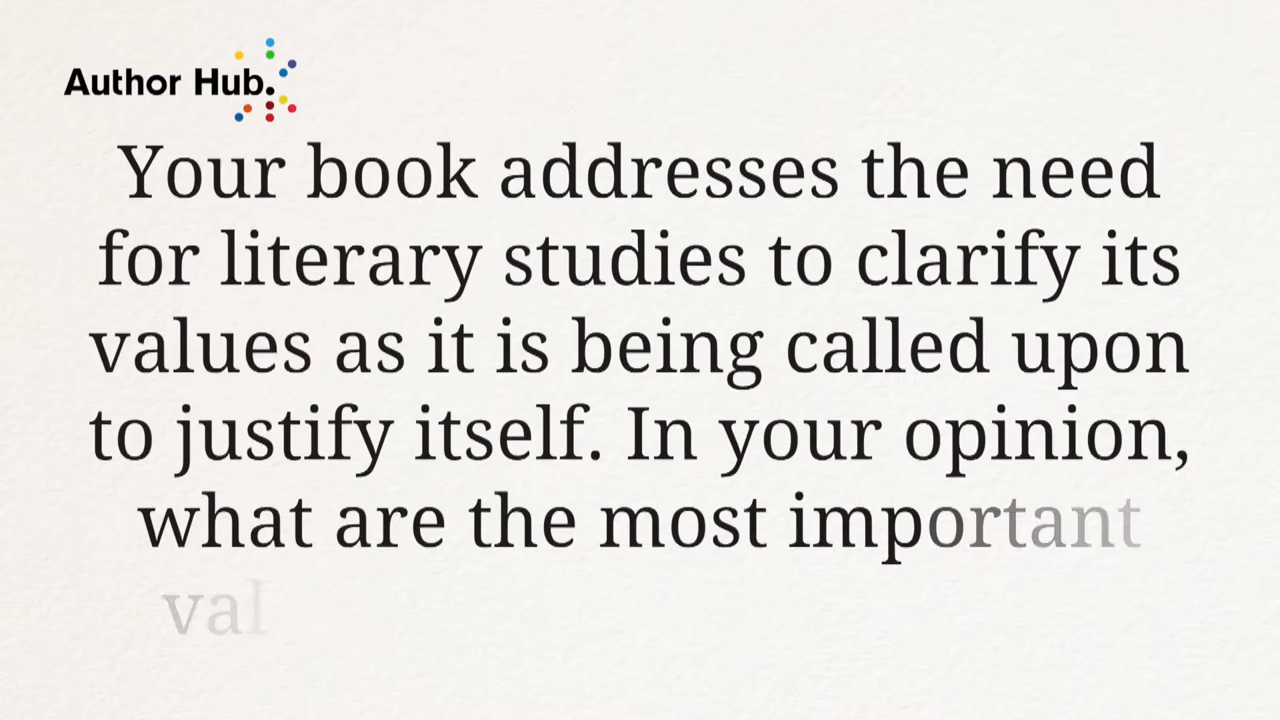 Author Hub.
Your book addresses the need
for literary studies to clarify its
values as it is being called upon
to justify itself. In your opinion,
what are the most important
val